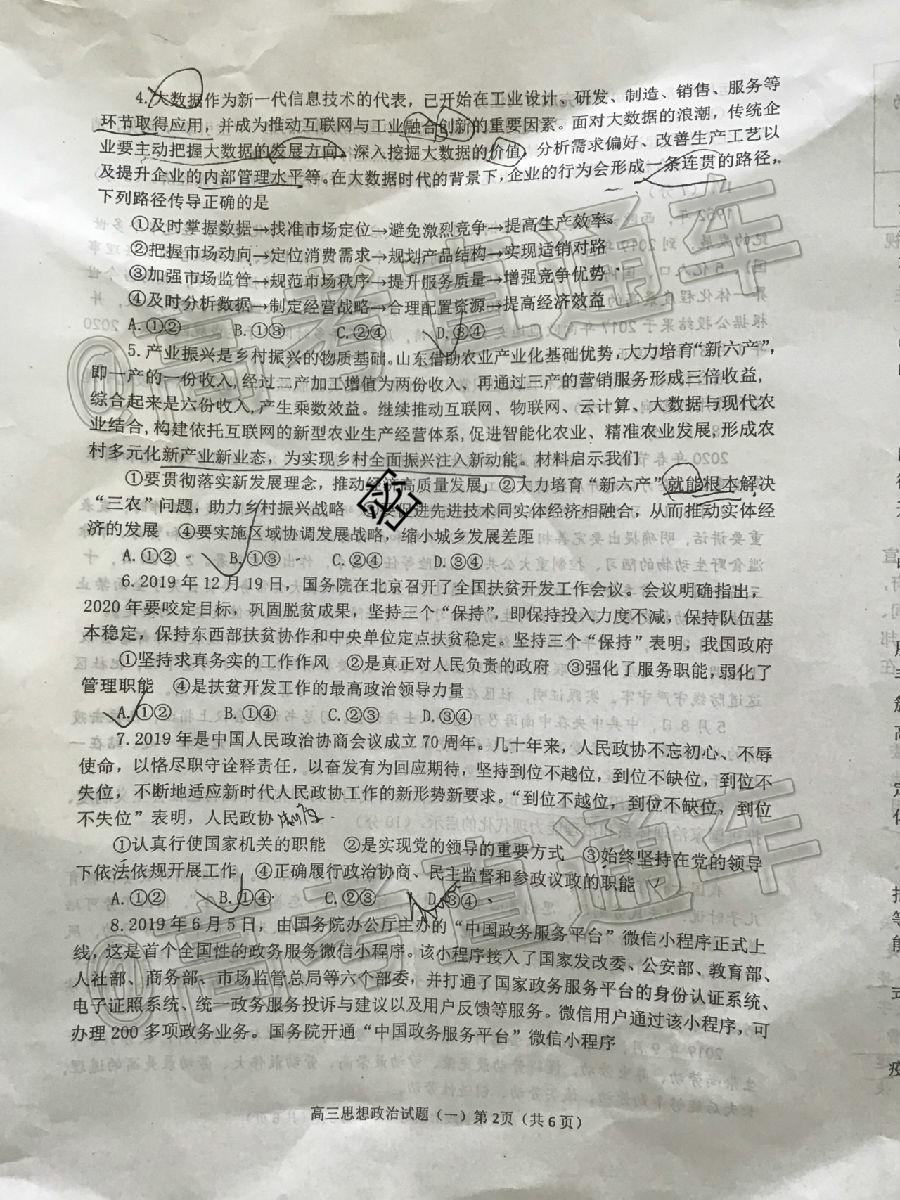 4.大数据作为新一代信息技术的代表，已开始在工业设计、研发、制造、销售、服务等
环节取得应用，并成为推动互联网与工业融合创新的重要因素。面对大数据的浪潮，传统企
业要主动把握大数据的发展方向、深入挖掘大数据的价值，分析需求偏好、改善生产工艺以
及提升企业的内部管理水平等。在大数据时代的背景下，企业的行为会形成一条连贯的路径，
下列路径传导正确的是
①及时掌握数据→找准市场定位→避免激烈竞争→提高生产效率
②把握市场动向→定位消费需求→规划产品结构→实现适销对路
③加强市场监管→规范市场秩序→提升服务质量→增强竞争优势
④及时分析数据→制定经营战略→合理配置资源→提高经济效益
A.①② B.①③ C.②④ D.③④
5.产业振兴是乡村振兴的物质基础。山东借助农业产业化基础优势，大力培育“新六产”，
即一产的一份收入，经过二产加工增值为两份收入，再通过三产的营销服务形成三倍收益，
综合起来是六份收入，产生乘数效益。继续推动互联网、物联网、云计算、大数据与现代农
业结合，构建依托互联网的新型农业生产经营体系，促进智能化农业、精准农业发展，形成农
村多元化新产业新业态，为实现乡村全面振兴注入新动能。材料启示我们
①要贯彻落实新发展理念，推动经济高质量发展 ②大力培育“新六产”就能根本解决
“三农”问题，助力乡村振兴战略 ③要促进先进技术同实体经济相融合，从而推动实体经
济的发展 ④要实施区域协调发展战略，缩小城乡发展差距
A.①② B.①③ C.②④ D.③④
6.2019年12月19日，国务院在北京召开了全国扶贫开发工作会议。会议明确指出，
2020年要咬定目标，巩固脱贫成果，坚持三个“保持”，即保持投入力度不减，保持队伍基
本稳定，保持东西部扶贫协作和中央单位定点扶贫稳定。坚持三个“保持”表明，我国政府
①坚持求真务实的工作作风 ②是真正对人民负责的政府 ③强化了服务职能，弱化了
管理职能 ④是扶贫开发工作的最高政治领导力量
A.①② B.①④ C.②③ D.③④
7.2019年是中国人民政治协商会议成立70周年。几十年来，人民政协不忘初心、不辱
使命，以恪尽职守诠释责任，以奋发有为回应期待，坚持到位不越位，到位不缺位，到位不
失位，不断地适应新时代人民政协工作的新形势新要求。“到位不越位，到位不缺位，到位
不失位”表明，人民政协
①认真行使国家机关的职能 ②是实现党的领导的重要方式 ③始终坚持在党的领导
下依法依规开展工作 ④正确履行政治协商、民主监督和参政议政的职能
A.①② B.①④ C.②③ D.③④
8.2019年6月5日，由国务院办公厅主办的“中国政务服务平台”微信小程序正式上
线，这是首个全国性的政务服务微信小程序。该小程序接入了国家发改委、公安部、教育部、
人社部、商务部、市场监管总局等六个部委，并打通了国家政务服务平台的身份认证系统、
电子证照系统、统一政务服务投诉与建议以及用户反馈等服务。微信用户通过该小程序，可
办理200多项政务业务。国务院开通“中国政务服务平台”微信小程序
高三思想政治试题（一）第2页（共6页）
@高考直通车
@高考直通车
密